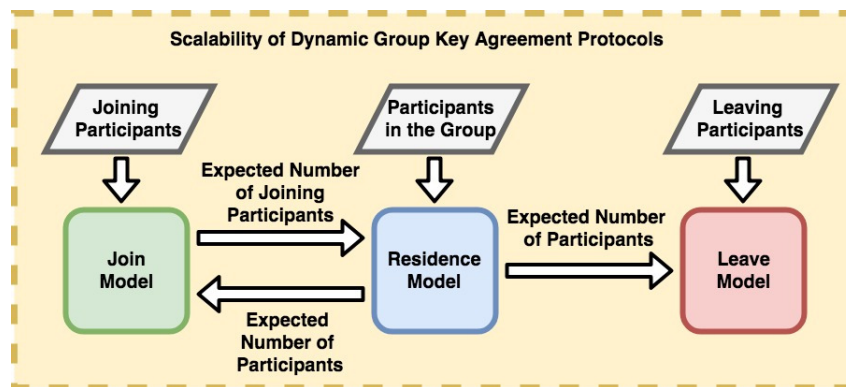 Scalability of Dynamic Group Key Agreement Protocols
Joining
Participants
Participants
in the Group
Leaving
Participants
Expected Number
of Joining
Participants
Expected Number
of Participants
Join
Model
Residence
Model
Leave
Model
Expected
Number of
Participants